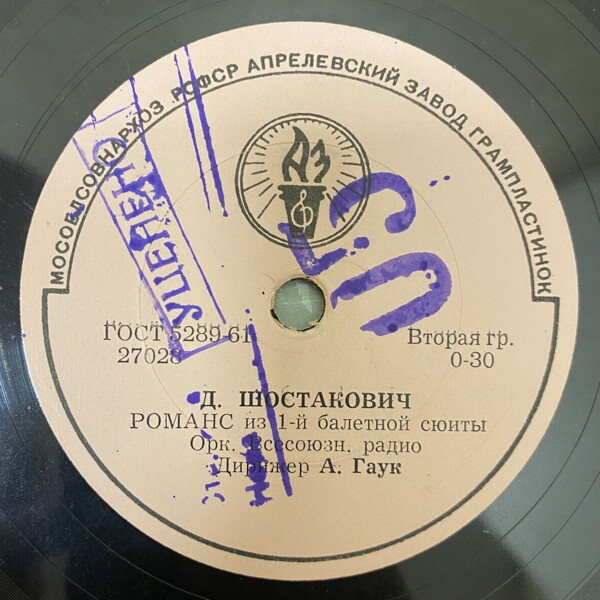 МОСОБЛСОВНАРХОЗ РСФСР АПРЕЛЕВСКИЙ ЗАВОД ГРАМПЛАСТИНОК
АЗ
УЦЕНЕНО
ГОСТ 5289-61
27028
Вторая гр.
0-30
Д. ШОСТАКОВИЧ
РОМАНС из 1-й балетной сюиты
Орк. Всесоюзн. радио
Дирижер А. Гаук